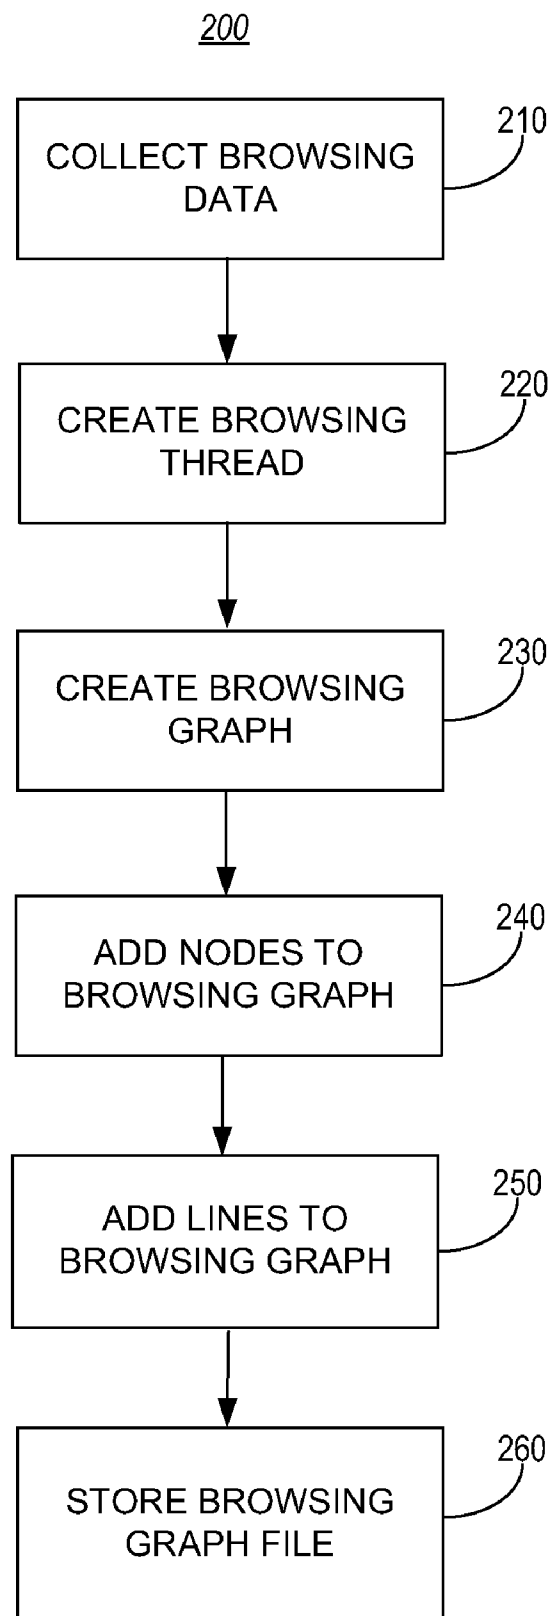 200
210
COLLECT BROWSING
DATA
220
CREATE BROWSING
THREAD
230
CREATE BROWSING
GRAPH
240
ADD NODES TO
BROWSING GRAPH
250
ADD LINES TO
BROWSING GRAPH
260
STORE BROWSING
GRAPH FILE